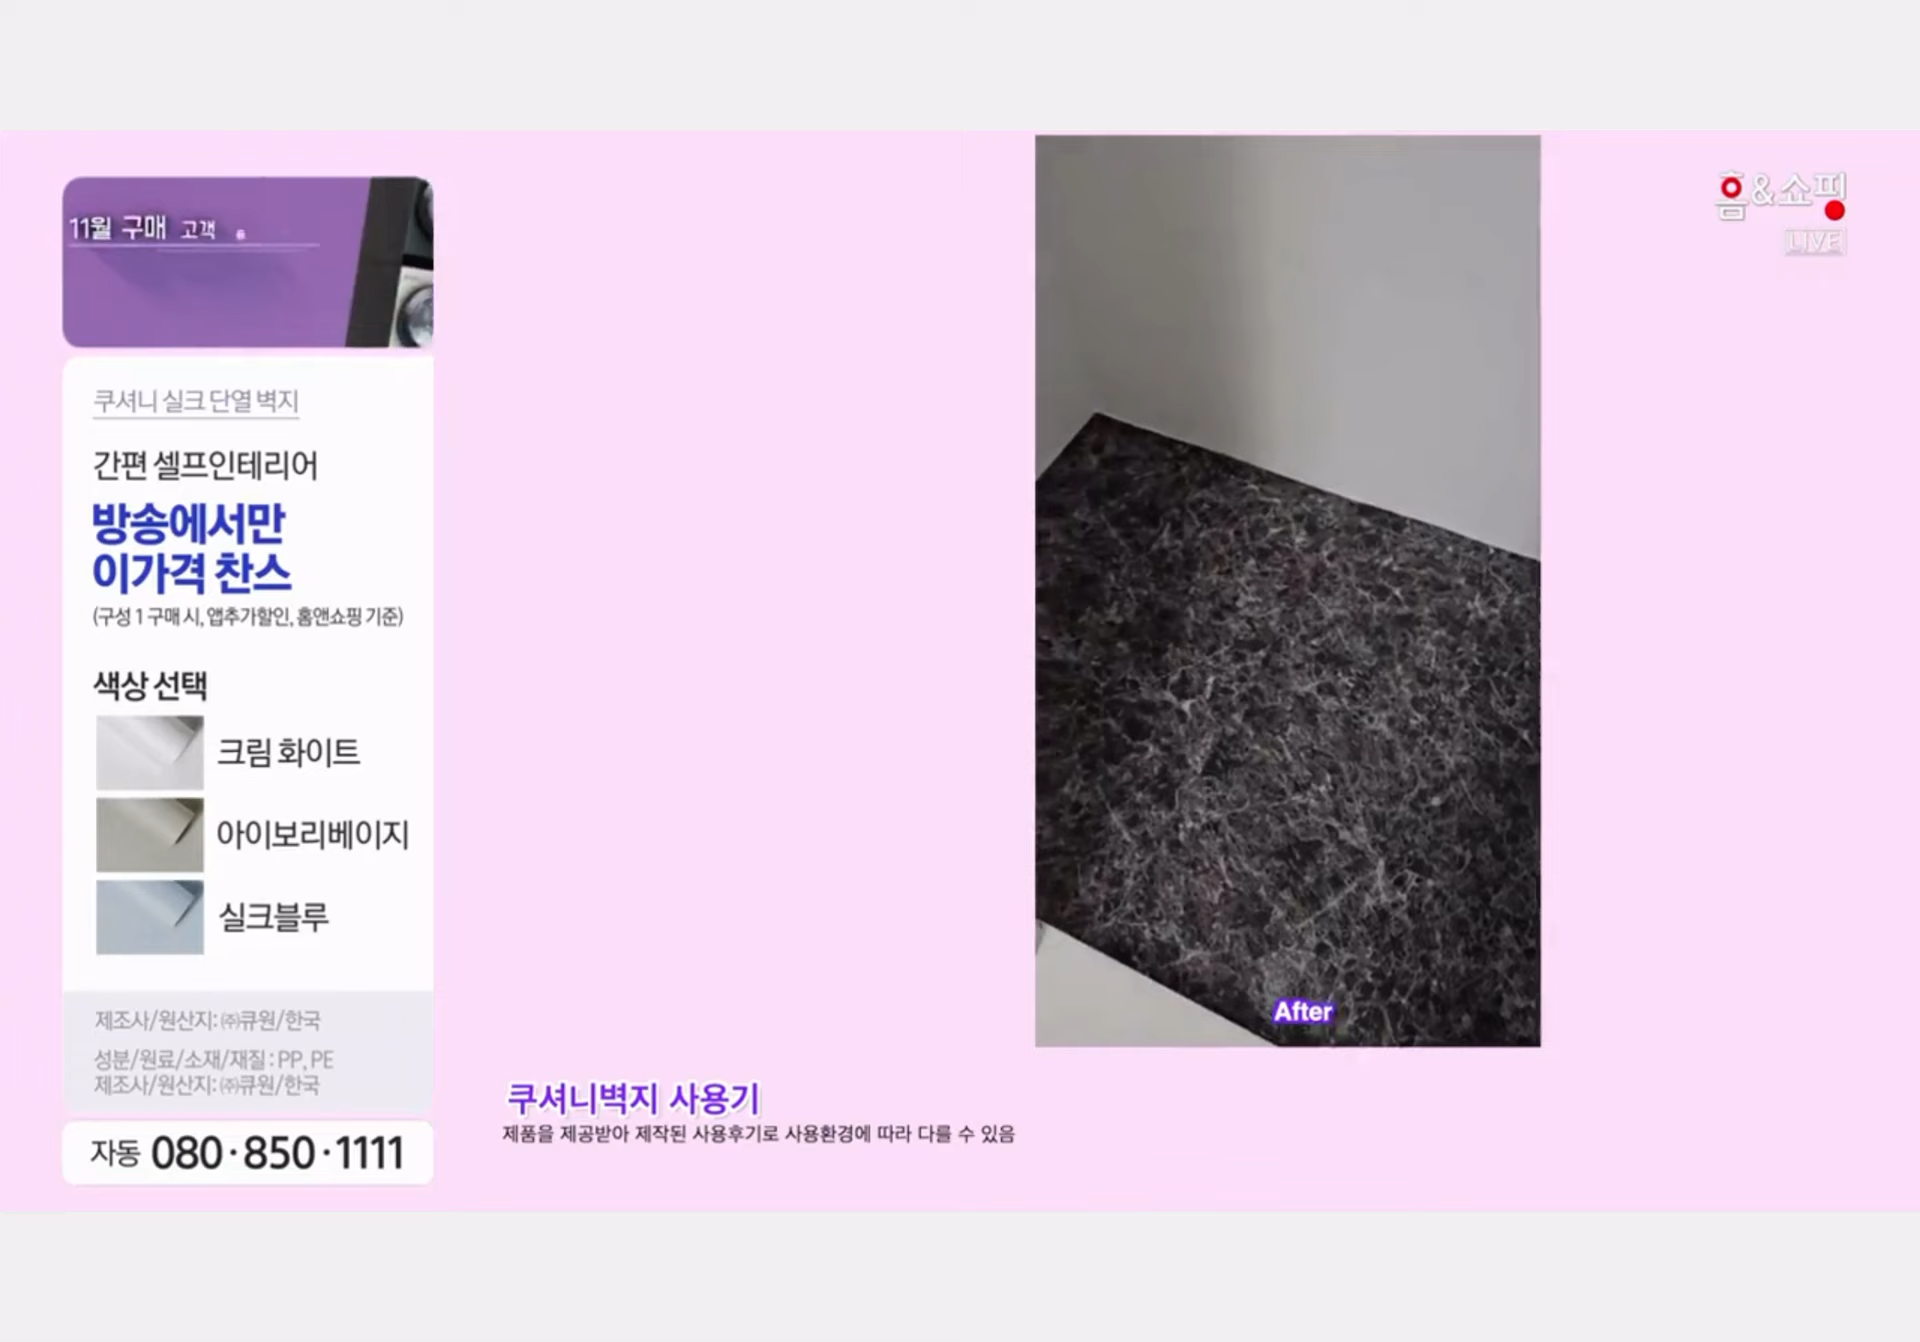 11월 구매 고객
쿠셔니 실크 단열 벽지
간편 셀프인테리어
방송에서만
이가격 찬스
(구성 1 구매 시, 앱추가할인, 홈앤쇼핑 기준)
색상 선택
크림 화이트
아이보리베이지
실크블루
제조사/원산지: ㈜큐원/한국
성분/원료/소재/재질 : PP, PE
제조사/원산지: ㈜큐원/한국
자동 080·850·1111
After
쿠셔니벽지 사용기
제품을 제공받아 제작된 사용후기로 사용환경에 따라 다를 수 있음
홈&쇼핑
LIVE